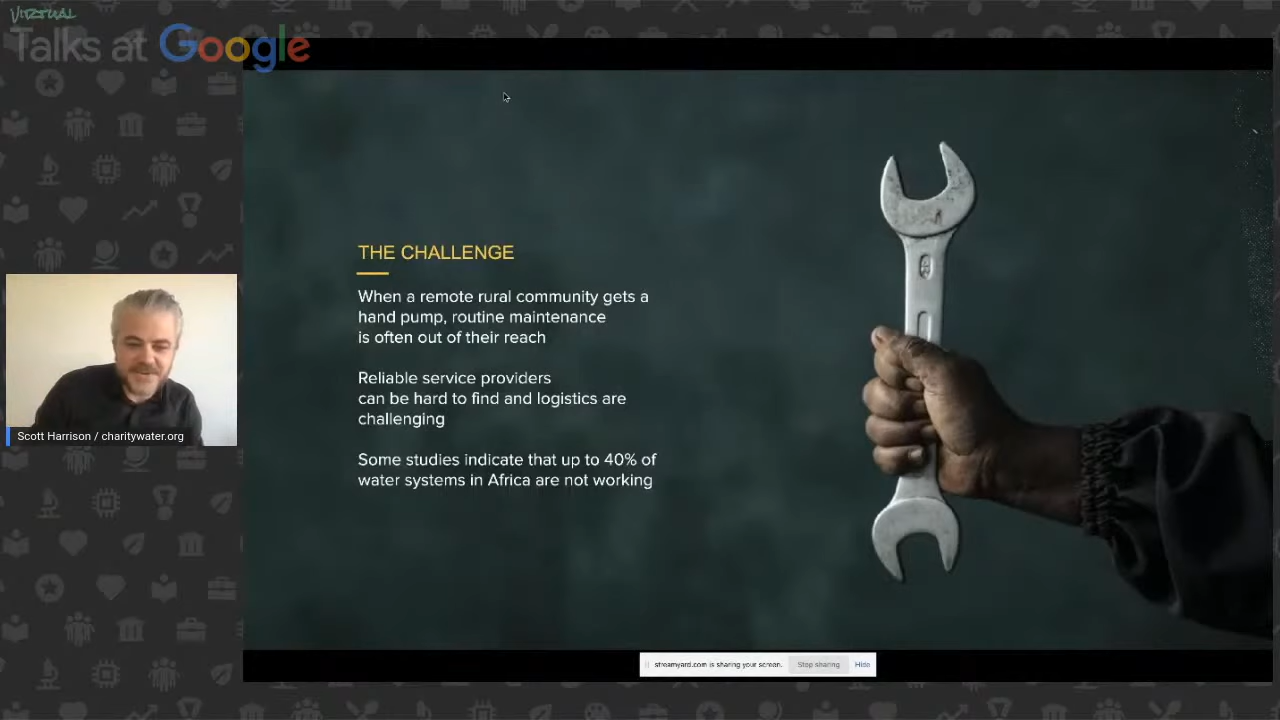 VIRTUAL
Talks at Google
THE CHALLENGE
When a remote rural community gets a
hand pump, routine maintenance
is often out of their reach
Reliable service providers
can be hard to find and logistics are
challenging
Some studies indicate that up to 40% of
water systems in Africa are not working
Scott Harrison / charitywater.org
streamyard.com is sharing your screen.
Stop sharing
Hide